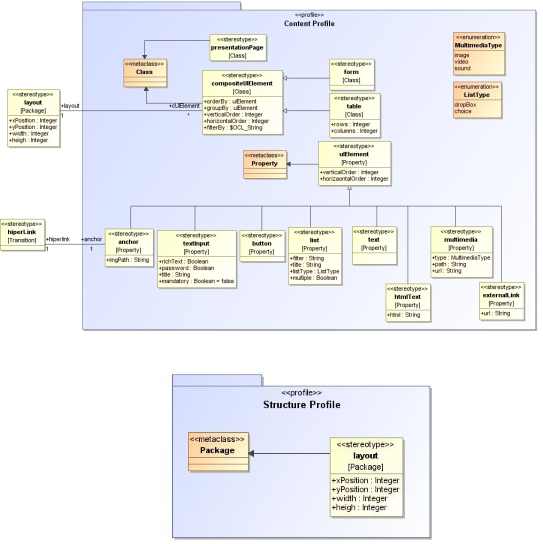 <<profile>>
Content Profile
<<stereotype>>
presentationPage
[Class]
<<enumeration>>
MultimediaType
image
video
sound
<<metaclass>>
Class
<<stereotype>>
compositeUIElement
[Class]
+orderBy : uiElement
+groupBy : uiElement
+verticalOrder : Integer
+horizontalOrder : Integer
+filterBy : $OCL_String
<<stereotype>>
form
[Class]
<<enumeration>>
ListType
dropBox
choice
<<stereotype>>
layout
[Package]
+xPosition : Integer
+yPosition : Integer
+width : Integer
+heigh : Integer
+layout
1
+cUIElement
*
<<stereotype>>
table
[Class]
+rows : Integer
+columns : Integer
<<metaclass>>
Property
<<stereotype>>
uiElement
[Property]
+verticalOrder : Integer
+horizaontalOrder : Integer
<<stereotype>>
hiperLink
[Transition]
+hiperlink
1
+anchor
1
<<stereotype>>
anchor
[Property]
+imgPath : String
<<stereotype>>
textInput
[Property]
+richText : Boolean
+password : Boolean
+title : String
+mandatory : Boolean = false
<<stereotype>>
button
[Property]
<<stereotype>>
list
[Property]
+filter : String
+title : String
+listType : ListType
+multiple : Boolean
<<stereotype>>
text
[Property]
<<stereotype>>
multimedia
[Property]
+type : MultimediaType
+path : String
+url : String
<<stereotype>>
htmlText
[Property]
+html : String
<<stereotype>>
externalLink
[Property]
+url : String
<<profile>>
Structure Profile
<<metaclass>>
Package
<<stereotype>>
layout
[Package]
+xPosition : Integer
+yPosition : Integer
+width : Integer
+heigh : Integer